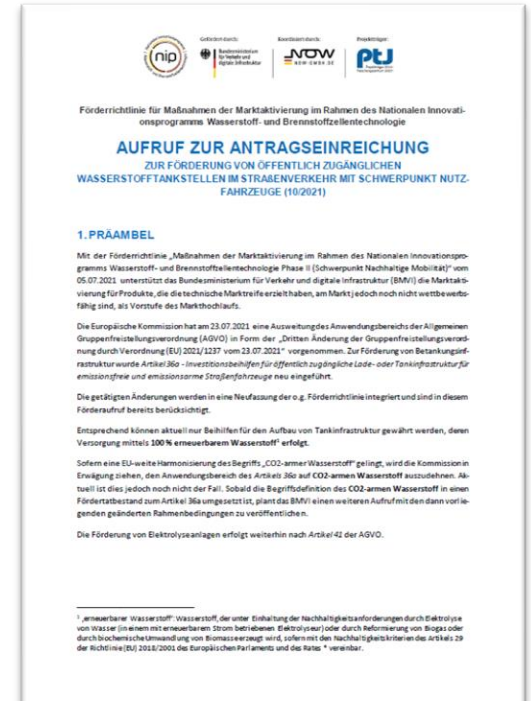 nip
Gefördert durch:
Koordiniert durch:
Projektträger:
Bundesministerium
für Verkehr und
digitale Infrastruktur
NOW
NOW-GMBH.DE
PtJ
Förderrichtlinie für Maßnahmen der Marktaktivierung im Rahmen des Nationalen Innovati-
onsprogramms Wasserstoff- und Brennstoffzellentechnologie
AUFRUF ZUR ANTRAGSEINREICHUNG
ZUR FÖRDERUNG VON ÖFFENTLICH ZUGÄNGLICHEN
WASSERSTOFFTANKSTELLEN IM STRAßENVERKEHR MIT SCHWERPUNKT NUTZ-
FAHRZEUGE (10/2021)
1. PRÄAMBEL
Mit der Förderrichtlinie „Maßnahmen der Marktaktivierung im Rahmen des Nationalen Innovationspro-
gramms Wasserstoff- und Brennstoffzellentechnologie Phase II (Schwerpunkt Nachhaltige Mobilität)“ vom
05.07.2021 unterstützt das Bundesministerium für Verkehr und digitale Infrastruktur (BMVI) die Marktakti-
vierung für Produkte, die die technische Marktreife erzielt haben, am Markt jedoch noch nicht wettbewerbs-
fähig sind, als Vorstufe des Markthochlaufs.
Die Europäische Kommission hat am 23.07.2021 eine Ausweitung des Anwendungsbereichs der Allgemeinen
Gruppenfreistellungsverordnung (AGVO) in Form der „Dritten Änderung der Gruppenfreistellungsverord-
nung durch Verordnung (EU) 2021/1237 vom 23.07.2021“ vorgenommen. Zur Förderung von Betankungsinf-
rastruktur wurde Artikel 36a - Investitionsbeihilfen für öffentlich zugängliche Lade- oder Tankinfrastruktur für
emissionsfreie und emissionsarme Straßenfahrzeuge neu eingeführt.
Die getätigten Änderungen werden in eine Neufassung der o.g. Förderrichtlinie integriert und sind in diesem
Förderaufruf bereits berücksichtigt.
Entsprechend können aktuell nur Beihilfen für den Aufbau von Tankinfrastruktur gewährt werden, deren
Versorgung mittels 100 % erneuerbarem Wasserstoff¹ erfolgt.
Sofern eine EU-weite Harmonisierung des Begriffs „CO2-armer Wasserstoff“ gelingt, wird die Kommission in
Erwägung ziehen, den Anwendungsbereich des Artikels 36a auf CO2-armen Wasserstoff auszudehnen. Ak-
tuell ist dies jedoch noch nicht der Fall. Sobald die Begriffsdefinition des CO2-armen Wasserstoff in einen
Fördertatbestand zum Artikel 36a umgesetzt ist, plant das BMVI einen weiteren Aufruf mit den dann vorlie-
genden geänderten Rahmenbedingungen zu veröffentlichen.
Die Förderung von Elektrolyseanlagen erfolgt weiterhin nach Artikel 41 der AGVO.
¹ „erneuerbarer Wasserstoff“: Wasserstoff, der unter Einhaltung der Nachhaltigkeitsanforderungen durch Elektrolyse
von Wasser (in einem mit erneuerbarem Strom betriebenen Elektrolyseur) oder durch Reformierung von Biogas oder
durch biochemische Umwandlung von Biomasse erzeugt wird, sofern mit den Nachhaltigkeitskriterien des Artikels 29
der Richtlinie (EU) 2018/2001 des Europäischen Parlaments und des Rates * vereinbar.